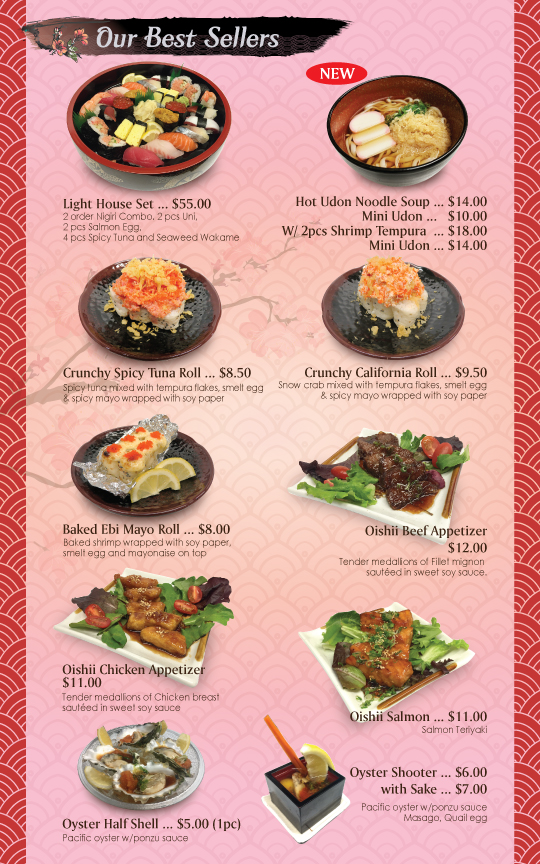 Our Best Sellers
NEW
Light House Set ... $55.00
2 order Nigiri Combo, 2 pcs Uni,
2 pcs Salmon Egg,
4 pcs Spicy Tuna and Seaweed Wakame
Hot Udon Noodle Soup ... $14.00
Mini Udon ... $10.00
W/ 2pcs Shrimp Tempura ... $18.00
Mini Udon ... $14.00
Crunchy Spicy Tuna Roll ... $8.50
Spicy tuna mixed with tempura flakes, smelt egg
& spicy mayo wrapped with soy paper
Crunchy California Roll ... $9.50
Snow crab mixed with tempura flakes, smelt egg
& spicy mayo wrapped with soy paper
Baked Ebi Mayo Roll ... $8.00
Baked shrimp wrapped with soy paper,
smelt egg and mayonaise on top
Oishii Beef Appetizer
$12.00
Tender medallions of Fillet mignon
sautéed in sweet soy sauce.
Oishii Chicken Appetizer
$11.00
Tender medallions of Chicken breast
sautéed in sweet soy sauce
Oishii Salmon ... $11.00
Salmon Teriyaki
Oyster Half Shell ... $5.00 (1pc)
Pacific oyster w/ponzu sauce
Oyster Shooter ... $6.00
with Sake ... $7.00
Pacific oyster w/ponzu sauce
Masago, Quail egg